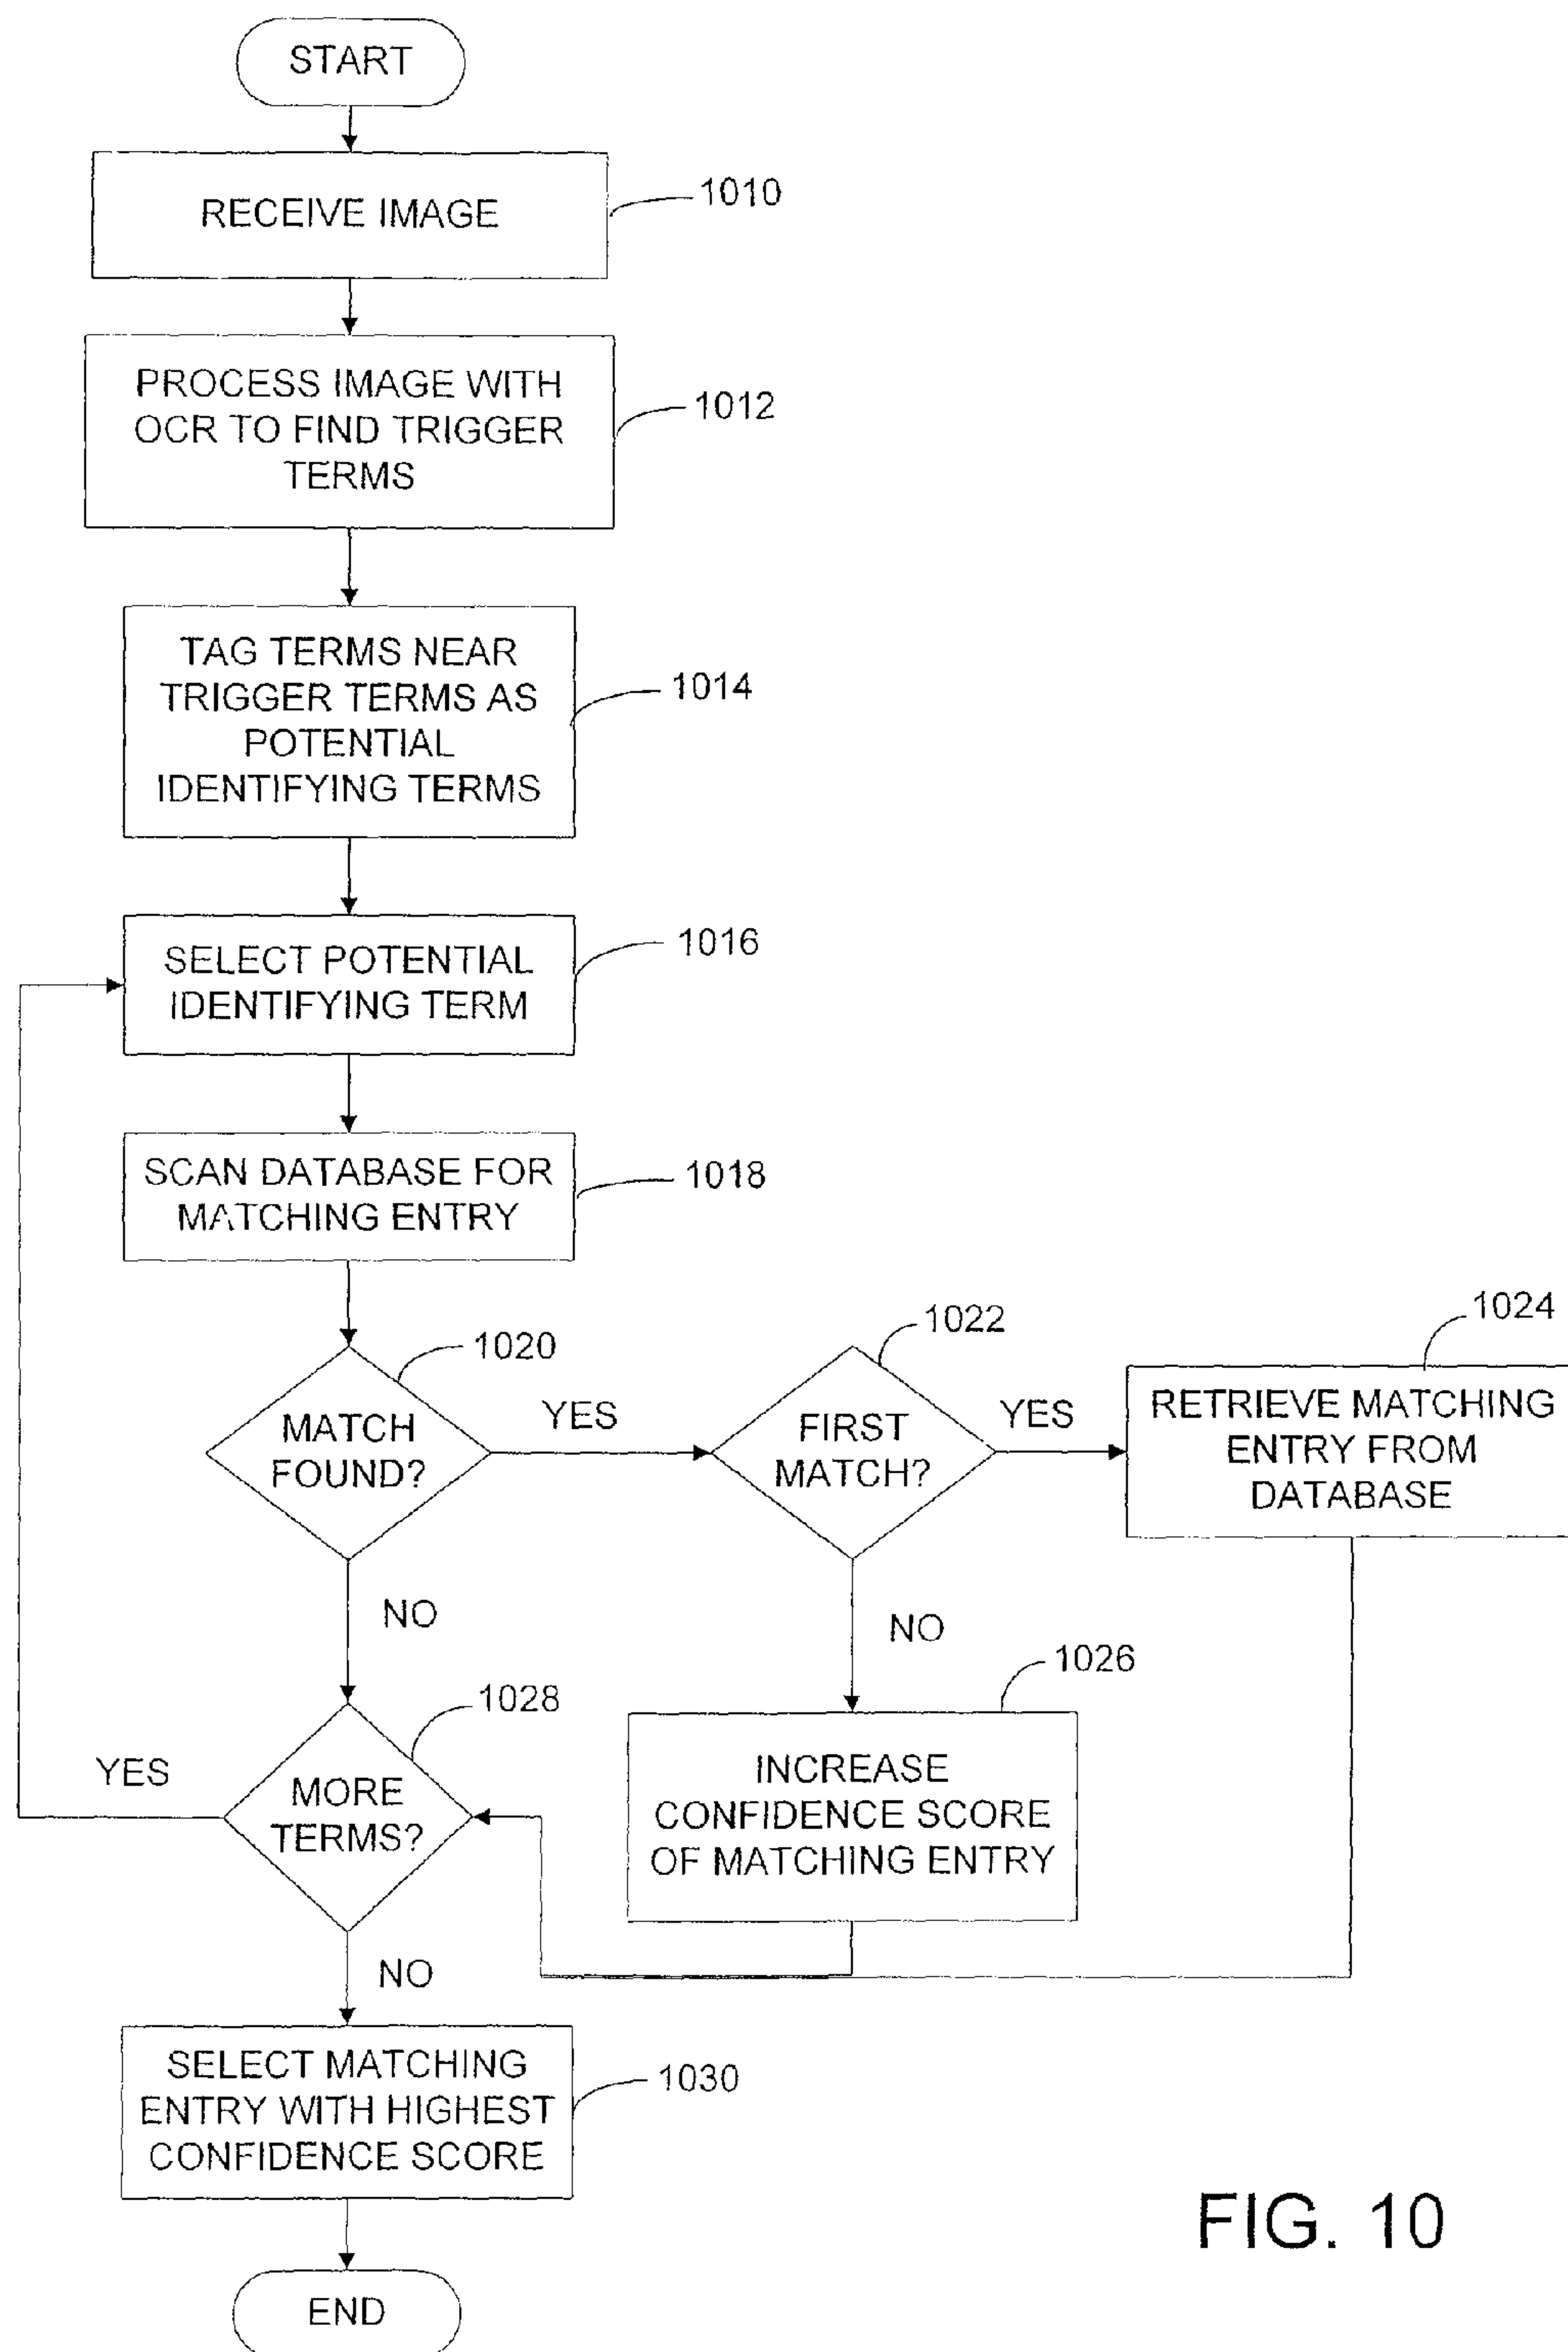 START
RECEIVE IMAGE
1010
PROCESS IMAGE WITH
OCR TO FIND TRIGGER
TERMS
1012
TAG TERMS NEAR
TRIGGER TERMS AS
POTENTIAL
IDENTIFYING TERMS
1014
SELECT POTENTIAL
IDENTIFYING TERM
1016
SCAN DATABASE FOR
MATCHING ENTRY
1018
MATCH
FOUND?
1020
YES
FIRST
MATCH?
1022
YES
RETRIEVE MATCHING
ENTRY FROM
DATABASE
1024
NO
NO
INCREASE
CONFIDENCE SCORE
OF MATCHING ENTRY
1026
MORE
TERMS?
1028
YES
NO
SELECT MATCHING
ENTRY WITH HIGHEST
CONFIDENCE SCORE
1030
END
FIG. 10